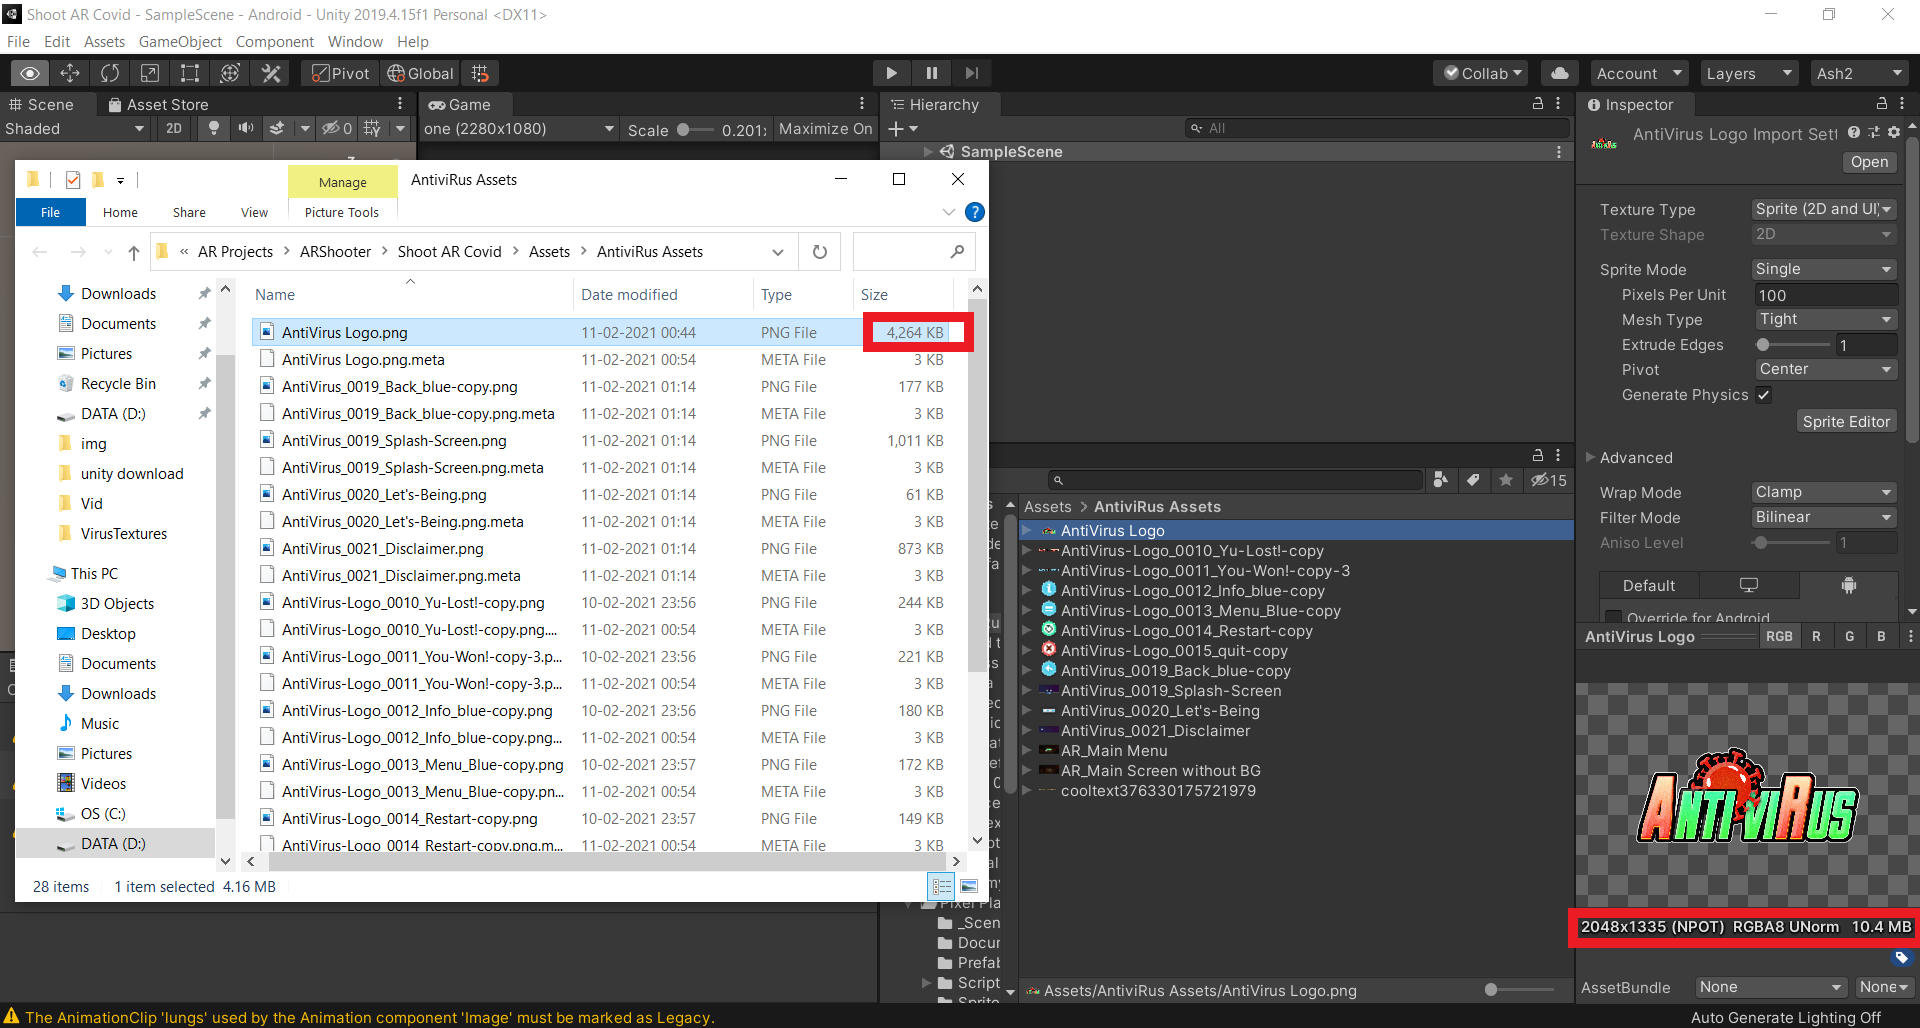 Shoot AR Covid - SampleScene - Android - Unity 2019.4.15f1 Personal <DX11>
File Edit Assets GameObject Component Window Help
Pivot Global Collab Account Layers Ash2
Scene Asset Store Game Hierarchy Inspector
Shaded 2D 0 one (2280x1080) Scale 0.201: Maximize On All
SampleScene
AntiVirus Logo Import Sett
Open
Manage AntiviRus Assets
File Home Share View Picture Tools
« AR Projects > ARShooter > Shoot AR Covid > Assets > AntiviRus Assets
Downloads
Documents
Pictures
Recycle Bin
DATA (D:)
img
unity download
Vid
VirusTextures
This PC
3D Objects
Desktop
Documents
Downloads
Music
Pictures
Videos
OS (C:)
DATA (D:)
Name Date modified Type Size
AntiVirus Logo.png 11-02-2021 00:44 PNG File 4,264 KB
AntiVirus Logo.png.meta 11-02-2021 00:54 META File 3 KB
AntiVirus_0019_Back_blue-copy.png 11-02-2021 01:14 PNG File 177 KB
AntiVirus_0019_Back_blue-copy.png.meta 11-02-2021 01:14 META File 3 KB
AntiVirus_0019_Splash-Screen.png 11-02-2021 01:14 PNG File 1,011 KB
AntiVirus_0019_Splash-Screen.png.meta 11-02-2021 01:14 META File 3 KB
AntiVirus_0020_Let's-Being.png 11-02-2021 01:14 PNG File 61 KB
AntiVirus_0020_Let's-Being.png.meta 11-02-2021 01:14 META File 3 KB
AntiVirus_0021_Disclaimer.png 11-02-2021 01:14 PNG File 873 KB
AntiVirus_0021_Disclaimer.png.meta 11-02-2021 01:14 META File 3 KB
AntiVirus-Logo_0010_Yu-Lost!-copy.png 10-02-2021 23:56 PNG File 244 KB
AntiVirus-Logo_0010_Yu-Lost!-copy.png.... 11-02-2021 00:54 META File 3 KB
AntiVirus-Logo_0011_You-Won!-copy-3.p... 10-02-2021 23:56 PNG File 221 KB
AntiVirus-Logo_0011_You-Won!-copy-3.p... 11-02-2021 00:54 META File 3 KB
AntiVirus-Logo_0012_Info_blue-copy.png 10-02-2021 23:56 PNG File 180 KB
AntiVirus-Logo_0012_Info_blue-copy.png... 11-02-2021 00:54 META File 3 KB
AntiVirus-Logo_0013_Menu_Blue-copy.png 10-02-2021 23:57 PNG File 172 KB
AntiVirus-Logo_0013_Menu_Blue-copy.pn... 11-02-2021 00:54 META File 3 KB
AntiVirus-Logo_0014_Restart-copy.png 10-02-2021 23:57 PNG File 149 KB
AntiVirus-Logo_0014_Restart-copy.png.m... 11-02-2021 00:54 META File 3 KB
28 items 1 item selected 4.16 MB
15
Assets > AntiviRus Assets
AntiVirus Logo
AntiVirus-Logo_0010_Yu-Lost!-copy
AntiVirus-Logo_0011_You-Won!-copy-3
AntiVirus-Logo_0012_Info_blue-copy
AntiVirus-Logo_0013_Menu_Blue-copy
AntiVirus-Logo_0014_Restart-copy
AntiVirus-Logo_0015_quit-copy
AntiVirus_0019_Back_blue-copy
AntiVirus_0019_Splash-Screen
AntiVirus_0020_Let's-Being
AntiVirus_0021_Disclaimer
AR_Main Menu
AR_Main Screen without BG
cooltext376330175721979
Pixel Pla
_Scen
Docur
Prefab
Script
Sprite
Assets/AntiviRus Assets/AntiVirus Logo.png
Texture Type Sprite (2D and UI)
Texture Shape 2D
Sprite Mode Single
Pixels Per Unit 100
Mesh Type Tight
Extrude Edges 1
Pivot Center
Generate Physics
Sprite Editor
Advanced
Wrap Mode Clamp
Filter Mode Bilinear
Aniso Level 1
Default
Override for Android
AntiVirus Logo RGB R G B
ANTiViRUS
2048x1335 (NPOT) RGBA8 UNorm 10.4 MB
AssetBundle None None
The AnimationClip 'lungs' used by the Animation component 'Image' must be marked as Legacy.
Auto Generate Lighting Off